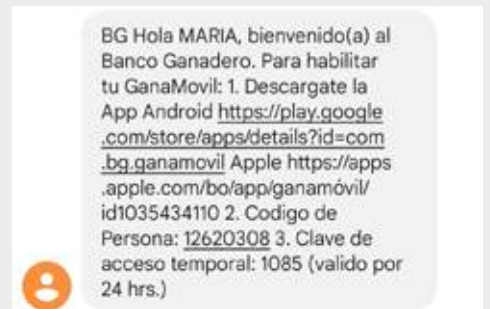 BG Hola MARIA, bienvenido(a) al
Banco Ganadero. Para habilitar
tu GanaMovil: 1. Descargate la
App Android https://play.google
.com/store/apps/details?id=com
.bg.ganamovil Apple https://apps
.apple.com/bo/app/ganamóvil/
id1035434110 2. Codigo de
Persona: 12620308 3. Clave de
acceso temporal: 1085 (valido por
24 hrs.)